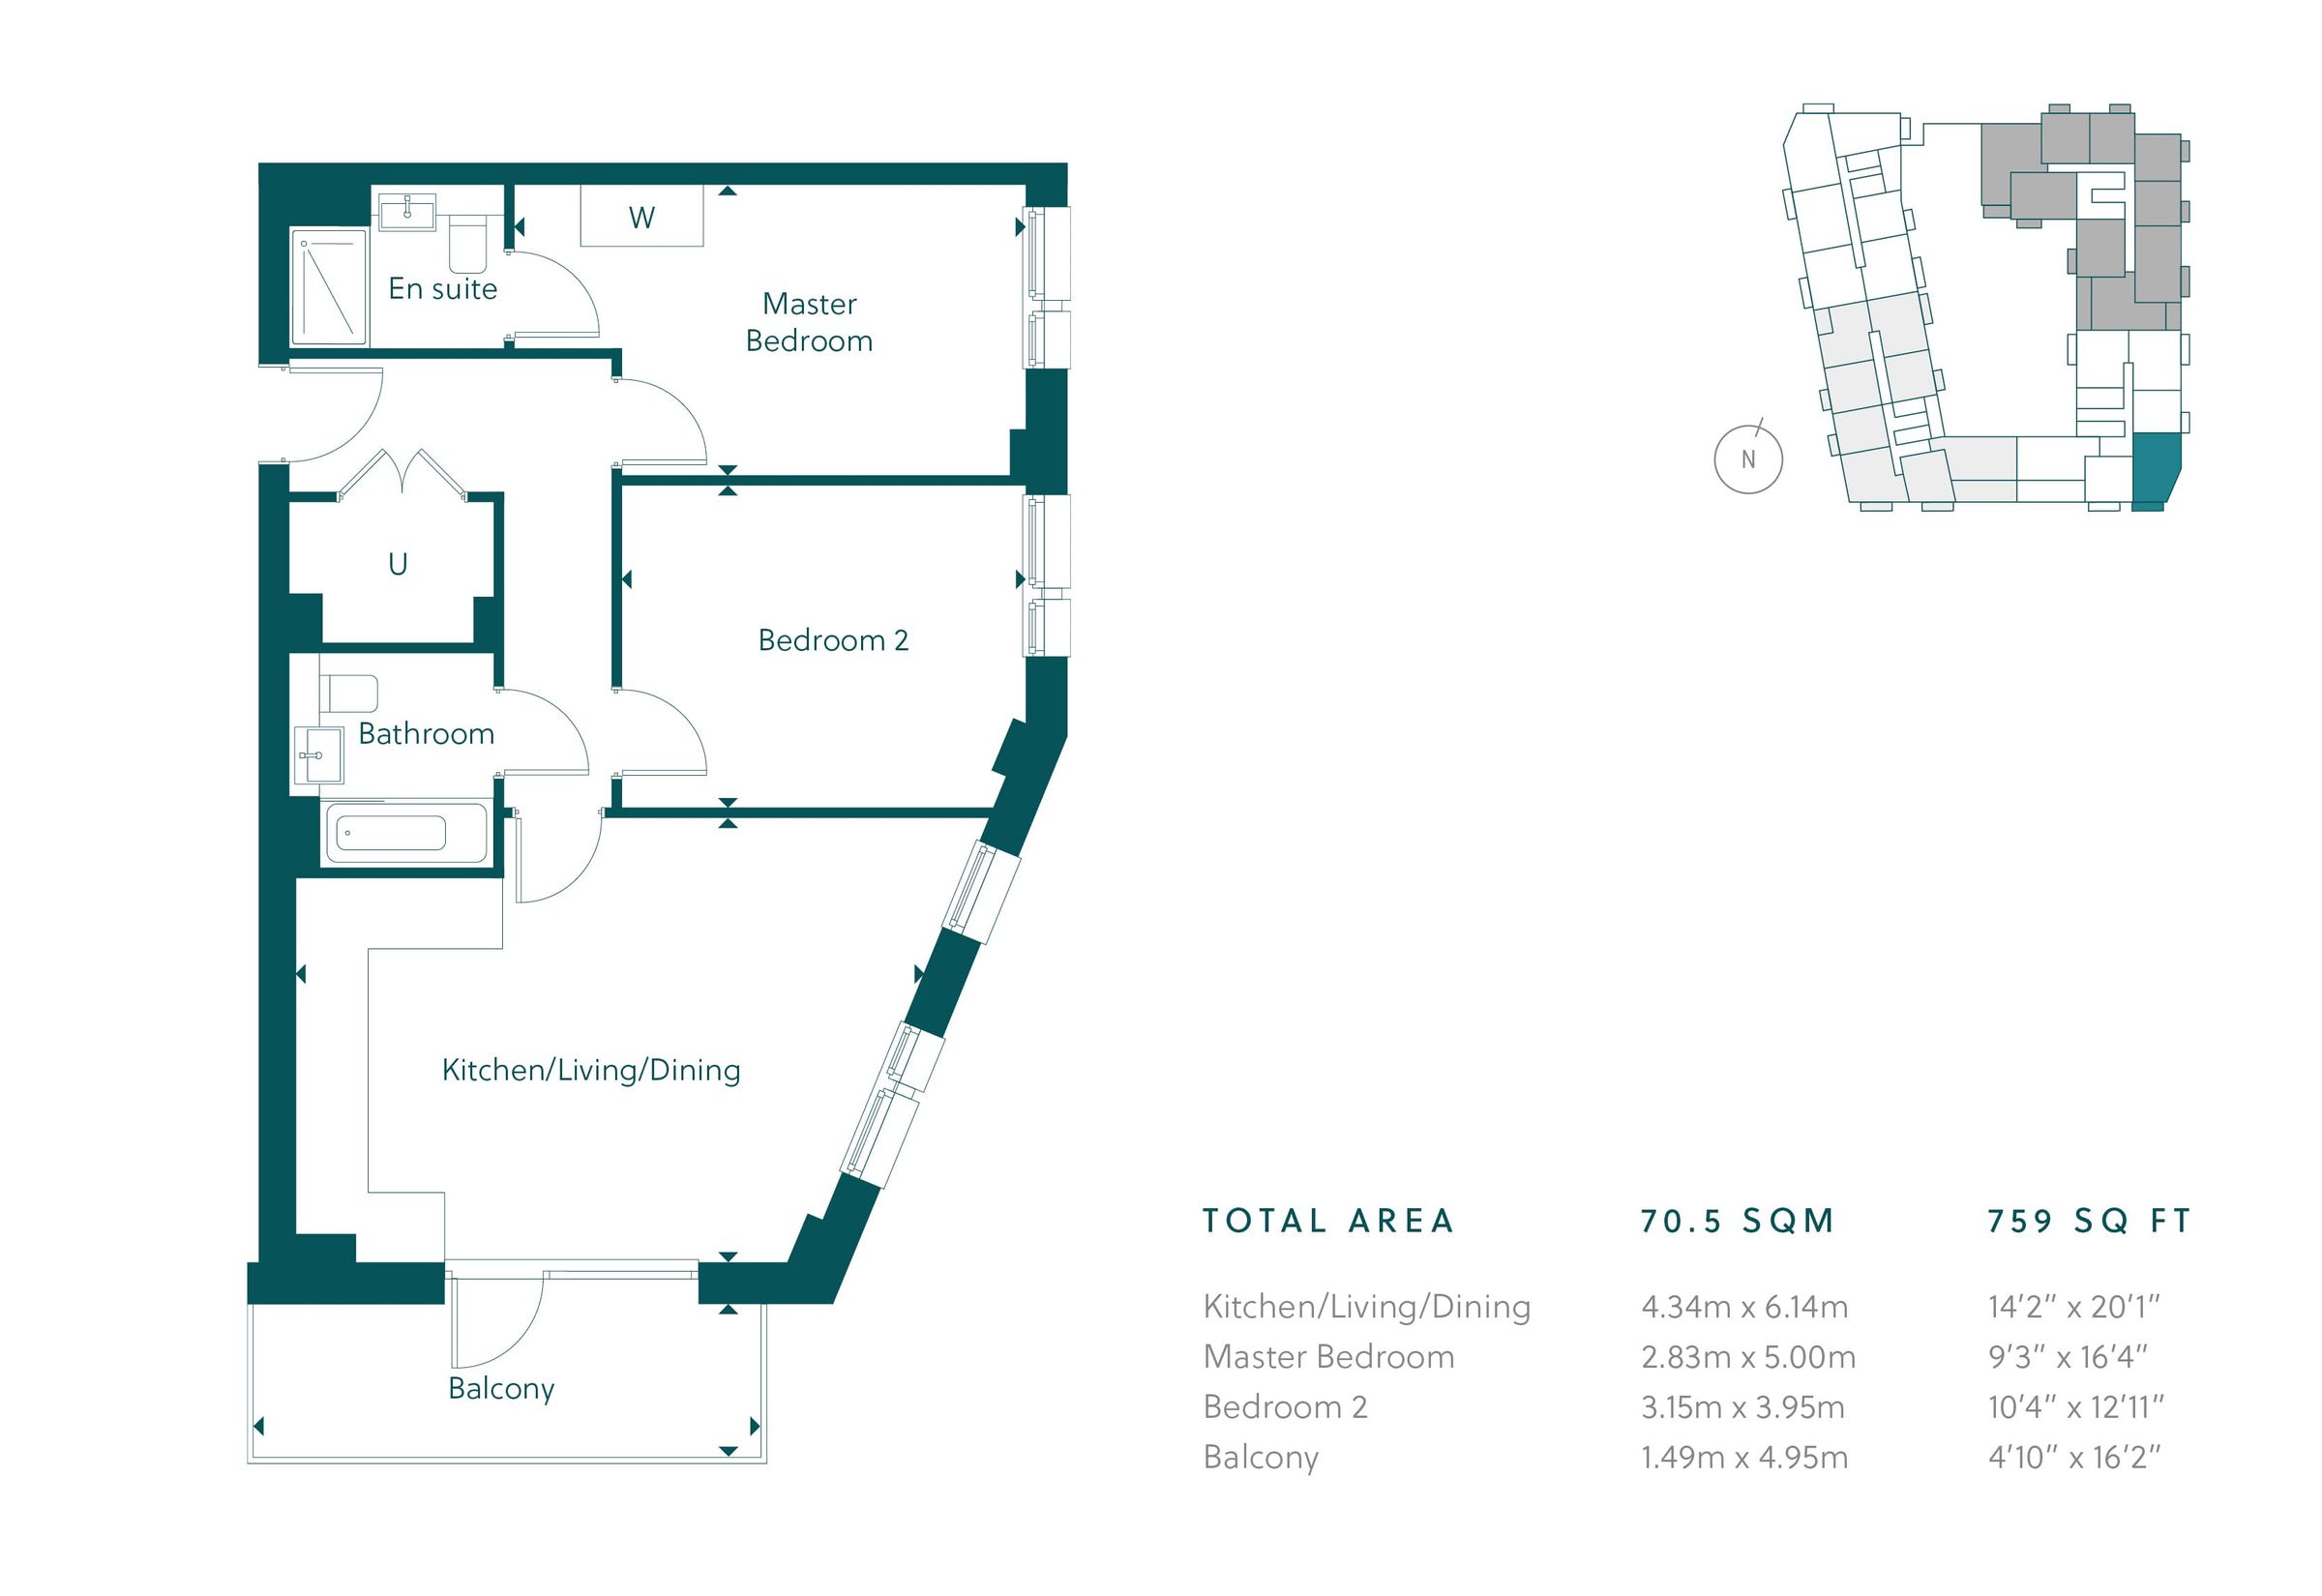 W
En suite
Master
Bedroom
U
Bedroom 2
Bathroom
Kitchen/Living/Dining
Balcony
N
TOTAL AREA 70.5 SQM 759 SQ FT
Kitchen/Living/Dining 4.34m x 6.14m 14’2” x 20’1”
Master Bedroom 2.83m x 5.00m 9’3” x 16’4”
Bedroom 2 3.15m x 3.95m 10’4” x 12’11”
Balcony 1.49m x 4.95m 4’10” x 16’2”